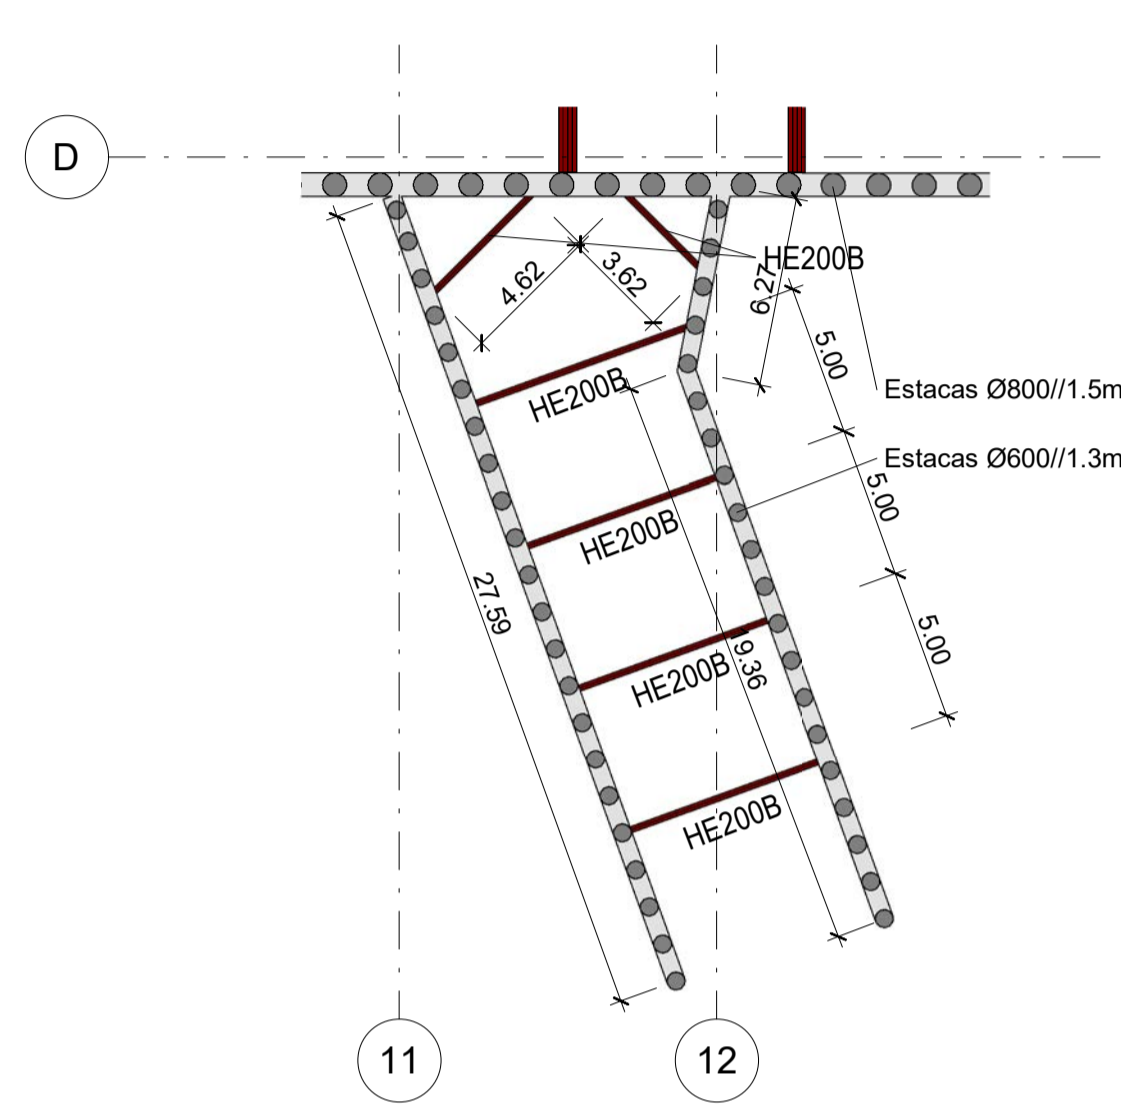 D
HE200B
4.62
3.62
6.27
5.00
HE200B
Estacas Ø800//1.5m
Estacas Ø600//1.3m
5.00
HE200B
27.59
5.00
19.36
HE200B
HE200B
11
12